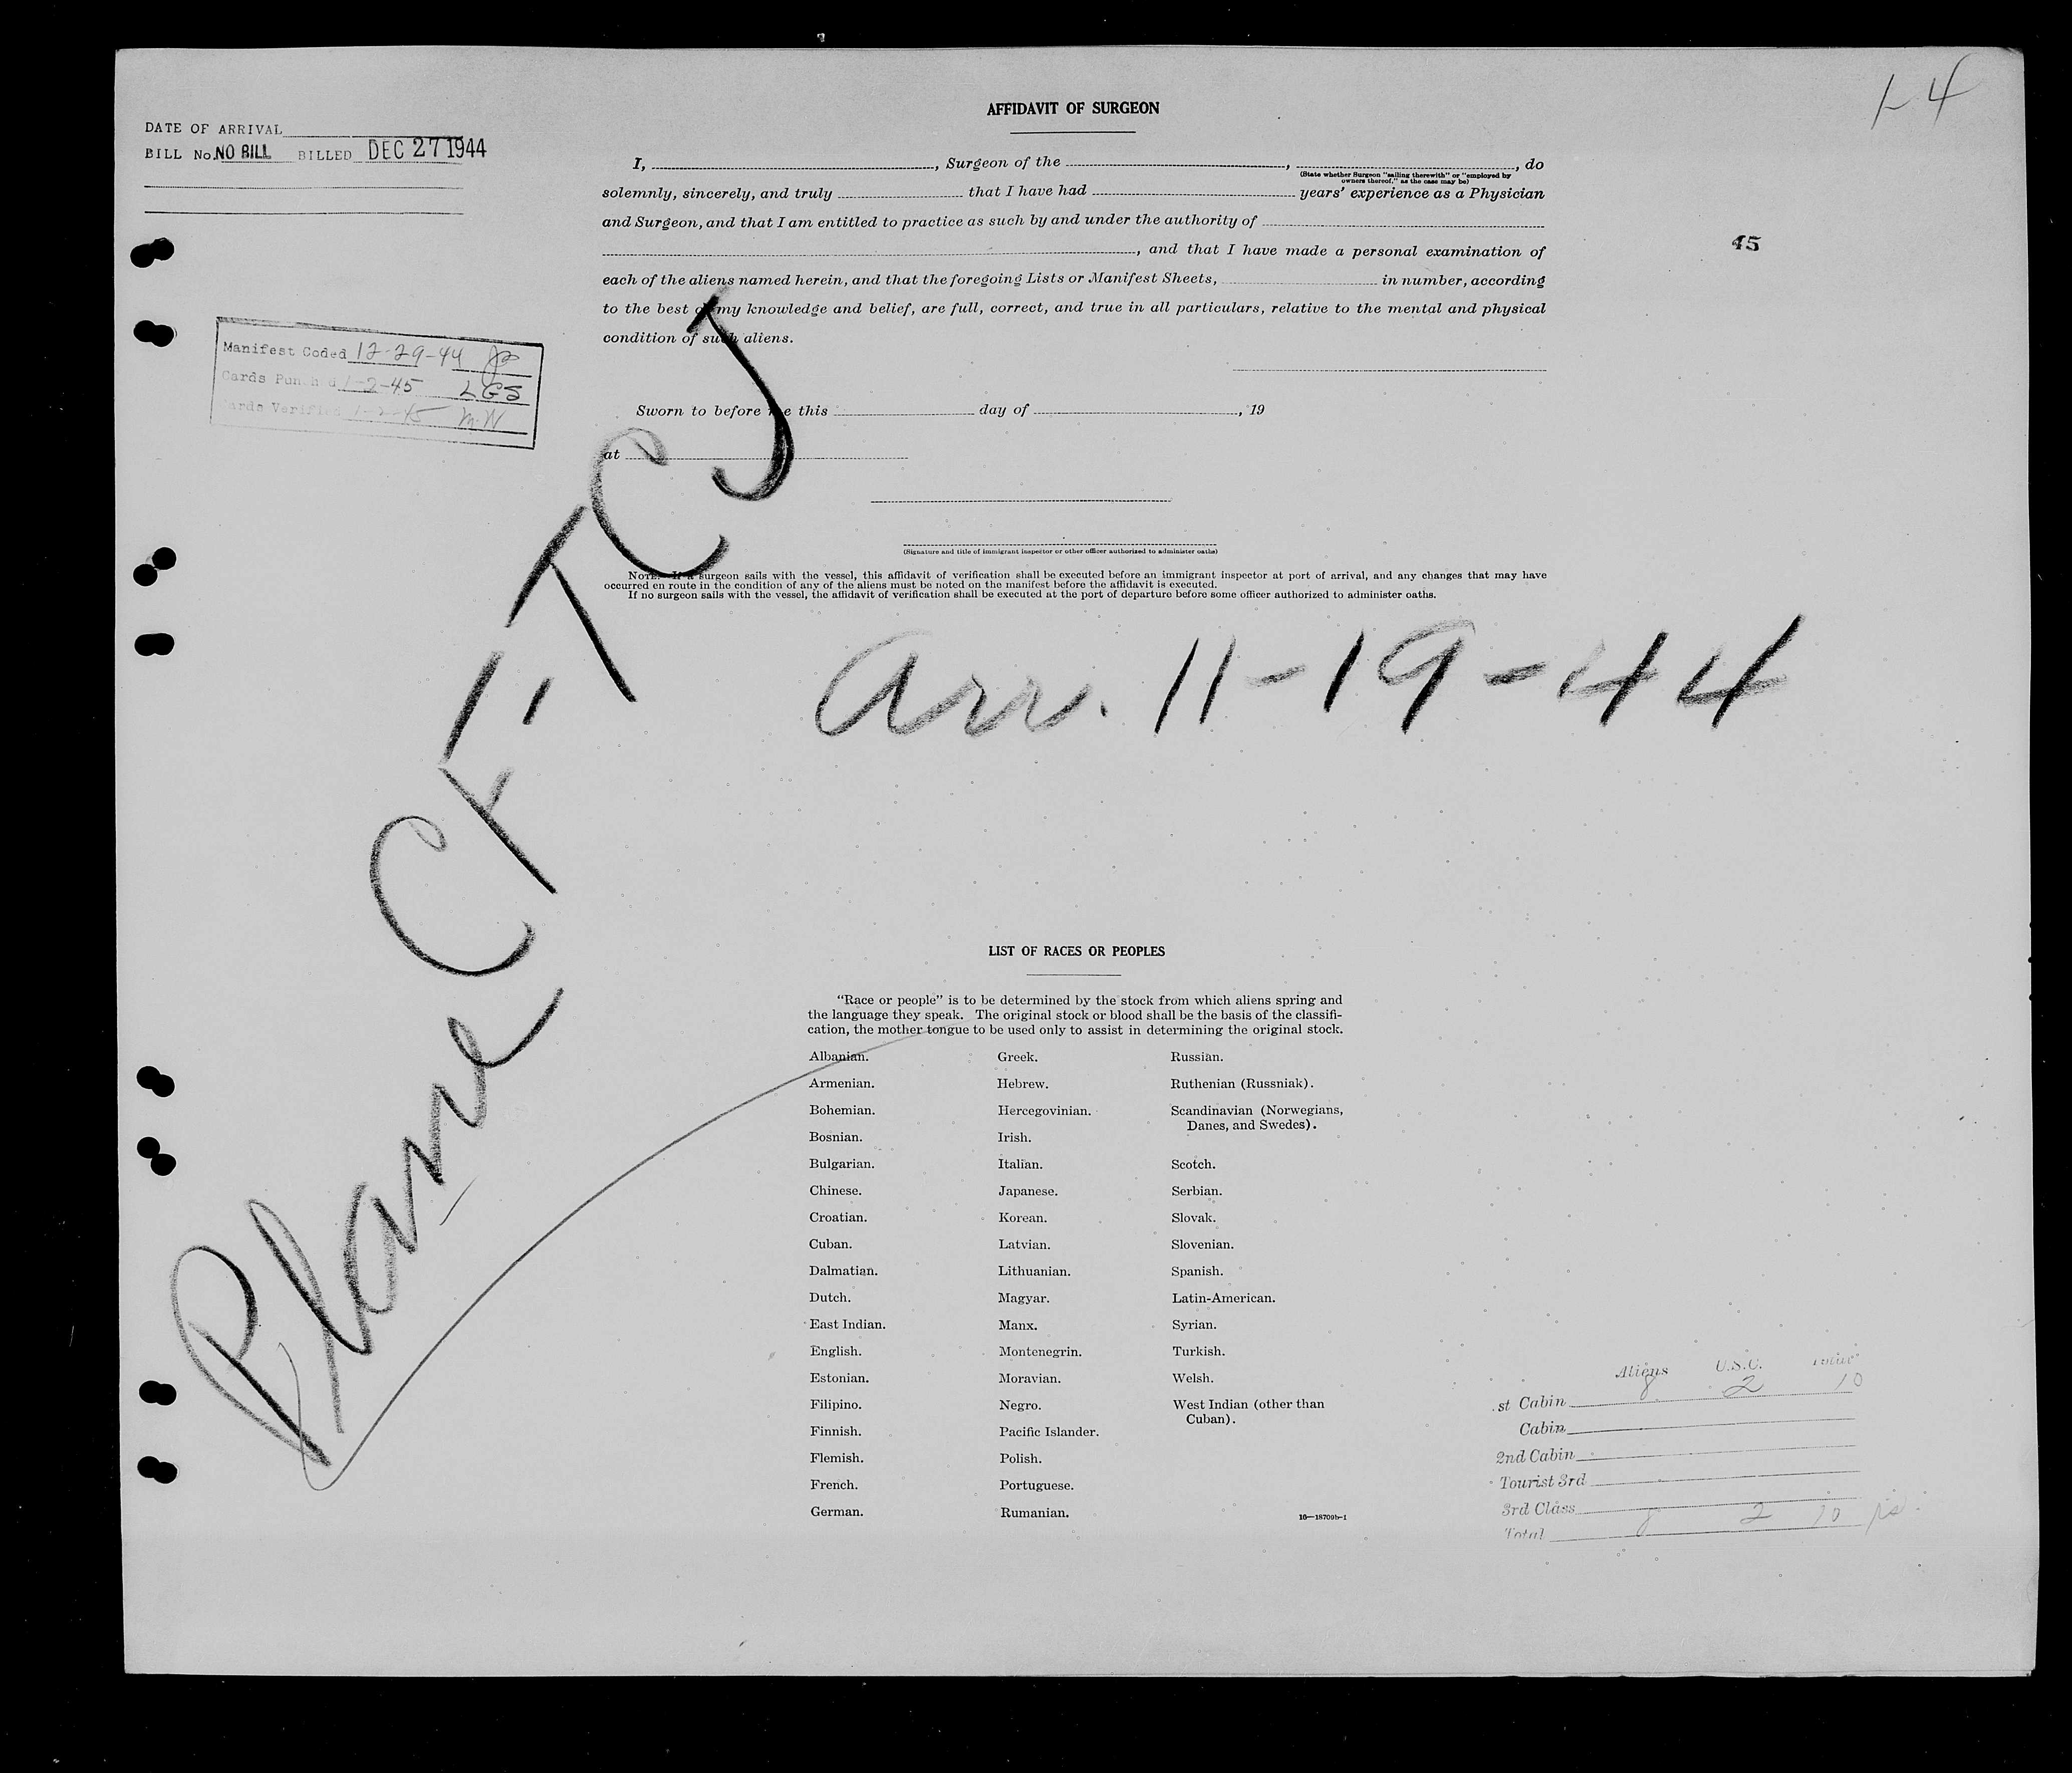 L4
AFFIDAVIT OF SURGEON
DATE OF ARRIVAL
BILL No. NO BILL BILLED DEC 27 1944
I, , Surgeon of the , , do
(State whether Surgeon "sailing therewith" or "employed by
owners thereof," as the case may be)
solemnly, sincerely, and truly that I have had years' experience as a Physician
and Surgeon, and that I am entitled to practice as such by and under the authority of
, and that I have made a personal examination of
45
each of the aliens named herein, and that the foregoing Lists or Manifest Sheets, in number, according
to the best of my knowledge and belief, are full, correct, and true in all particulars, relative to the mental and physical
condition of such aliens.
Manifest Coded 12-29-44
Cards Punched 1-2-45 LGS
Cards Verified 1-2-45 M.W
Sworn to before me this day of , 19
at
(Signature and title of immigrant inspector or other officer authorized to administer oaths)
NOTE.—If a surgeon sails with the vessel, this affidavit of verification shall be executed before an immigrant inspector at port of arrival, and any changes that may have
occurred en route in the condition of any of the aliens must be noted on the manifest before the affidavit is executed.
If no surgeon sails with the vessel, the affidavit of verification shall be executed at the port of departure before some officer authorized to administer oaths.
Plane CF-TCJ
Arr. 11-19-44
LIST OF RACES OR PEOPLES
"Race or people" is to be determined by the stock from which aliens spring and
the language they speak. The original stock or blood shall be the basis of the classifi-
cation, the mother tongue to be used only to assist in determining the original stock.
Albanian.
Armenian.
Bohemian.
Bosnian.
Bulgarian.
Chinese.
Croatian.
Cuban.
Dalmatian.
Dutch.
East Indian.
English.
Estonian.
Filipino.
Finnish.
Flemish.
French.
German.
Greek.
Hebrew.
Hercegovinian.
Irish.
Italian.
Japanese.
Korean.
Latvian.
Lithuanian.
Magyar.
Manx.
Montenegrin.
Moravian.
Negro.
Pacific Islander.
Polish.
Portuguese.
Rumanian.
Russian.
Ruthenian (Russniak).
Scandinavian (Norwegians,
Danes, and Swedes).
Scotch.
Serbian.
Slovak.
Slovenian.
Spanish.
Latin-American.
Syrian.
Turkish.
Welsh.
West Indian (other than
Cuban).
16—18709b-1
Aliens U.S.C. Total
st Cabin 8 2 10
Cabin
2nd Cabin
Tourist 3rd
3rd Class
Total 8 2 10